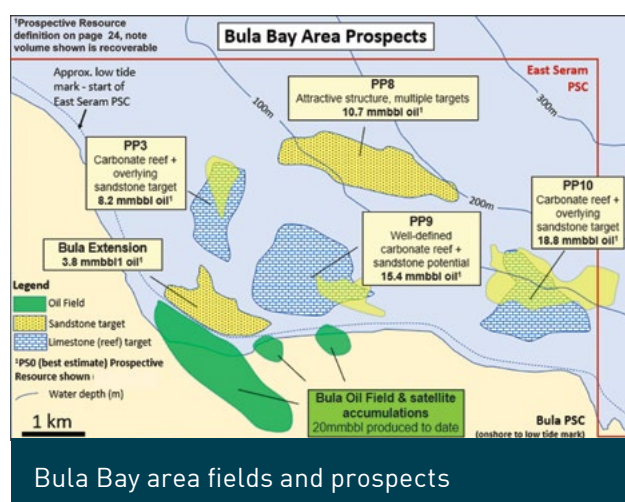 ¹Prospective Resource
definition on page 24, note
volume shown is recoverable
Bula Bay Area Prospects
Approx. low tide
mark - start of
East Seram PSC
East Seram
PSC
100m
300m
200m
PP8
Attractive structure, multiple targets
10.7 mmbbl oil¹
PP3
Carbonate reef +
overlying
sandstone target
8.2 mmbbl oil¹
PP10
Carbonate reef +
overlying
sandstone target
18.8 mmbbl oil¹
PP9
Well-defined
carbonate reef +
sandstone potential
15.4 mmbbl oil¹
Bula Extension
3.8 mmbbl1 oil¹
Legend
Oil Field
Sandstone target
Limestone (reef) target
¹P50 (best estimate) Prospective
Resource shown
Water depth (m)
1 km
Bula Oil Field & satellite
accumulations
20mmbbl produced to date
Bula PSC
(onshore to low tide mark)
Bula Bay area fields and prospects